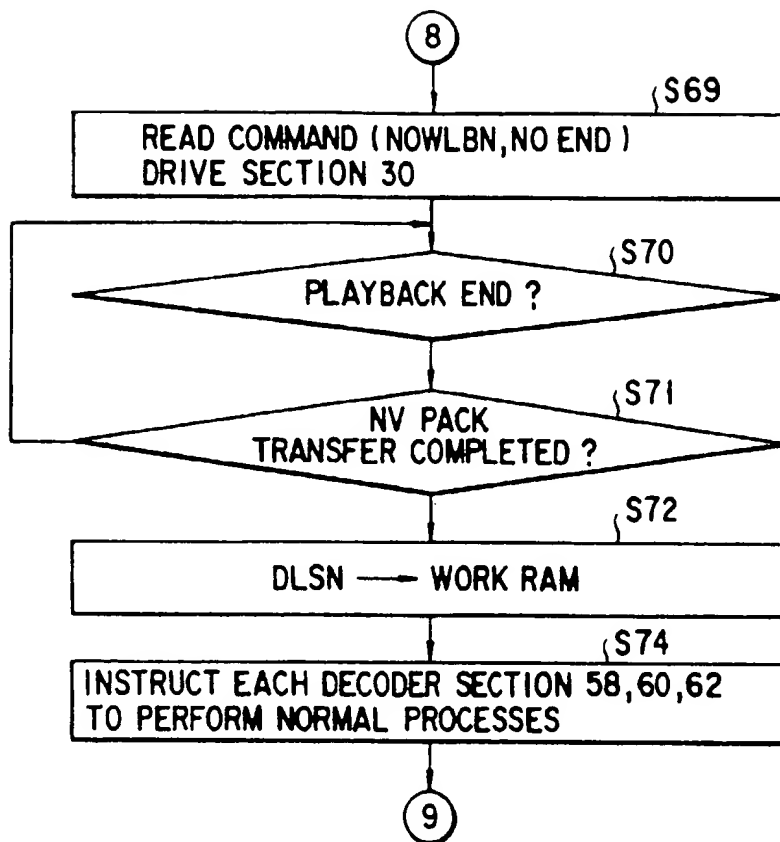 8
S69
READ COMMAND (NOWLBN, NO END)
DRIVE SECTION 30
S70
PLAYBACK END ?
S71
NV PACK
TRANSFER COMPLETED ?
S72
DLSN → WORK RAM
S74
INSTRUCT EACH DECODER SECTION 58,60,62
TO PERFORM NORMAL PROCESSES
9